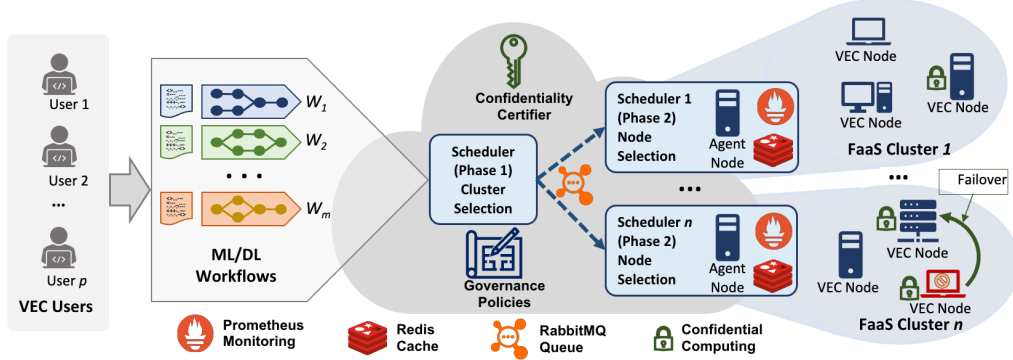 User 1
User 2
...
User p
VEC Users
W1
W2
...
Wm
ML/DL
Workflows
Confidentiality
Certifier
Scheduler
(Phase 1)
Cluster
Selection
Governance
Policies
Scheduler 1
(Phase 2)
Node
Selection
Agent
Node
...
Scheduler n
(Phase 2)
Node
Selection
Agent
Node
VEC Node
VEC Node
VEC Node
FaaS Cluster 1
...
Failover
VEC Node
VEC Node
VEC Node
FaaS Cluster n
Prometheus
Monitoring
Redis
Cache
RabbitMQ
Queue
Confidential
Computing